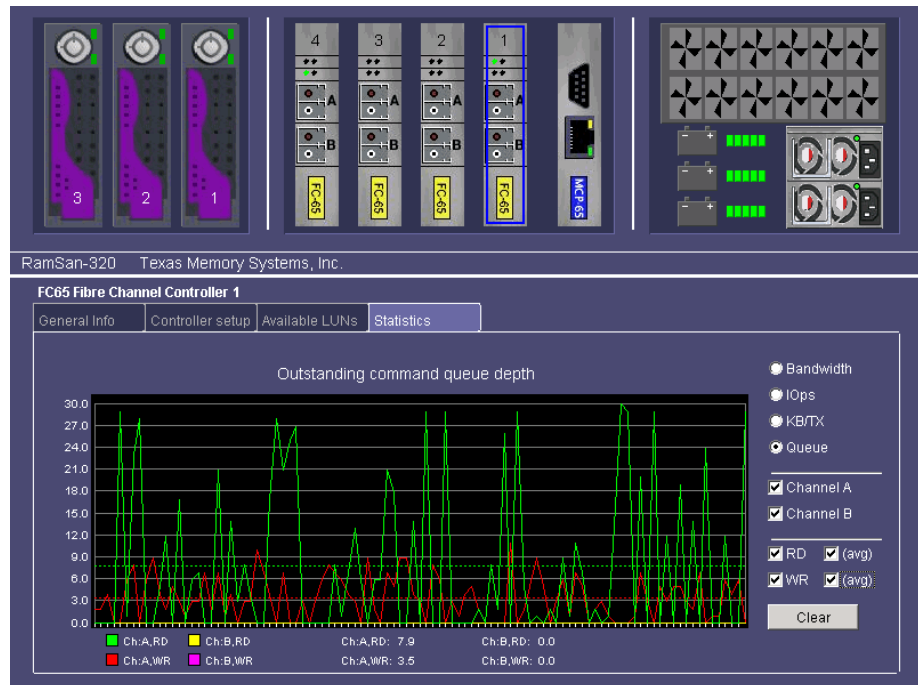 4 3 2 1
A A A A
B B B B
3 2 1
FC-65 FC-65 FC-65 FC-65 MCP-65
- +
- +
- +
RamSan-320 Texas Memory Systems, Inc.
FC65 Fibre Channel Controller 1
General Info Controller setup Available LUNs Statistics
Outstanding command queue depth
30.0
27.0
24.0
21.0
18.0
15.0
12.0
9.0
6.0
3.0
0.0
Ch:A,RD Ch:B,RD Ch:A,RD: 7.9 Ch:B,RD: 0.0
Ch:A,WR Ch:B,WR Ch:A,WR: 3.5 Ch:B,WR: 0.0
Bandwidth
IOps
KB/TX
Queue
Channel A
Channel B
RD (avg)
WR (avg)
Clear